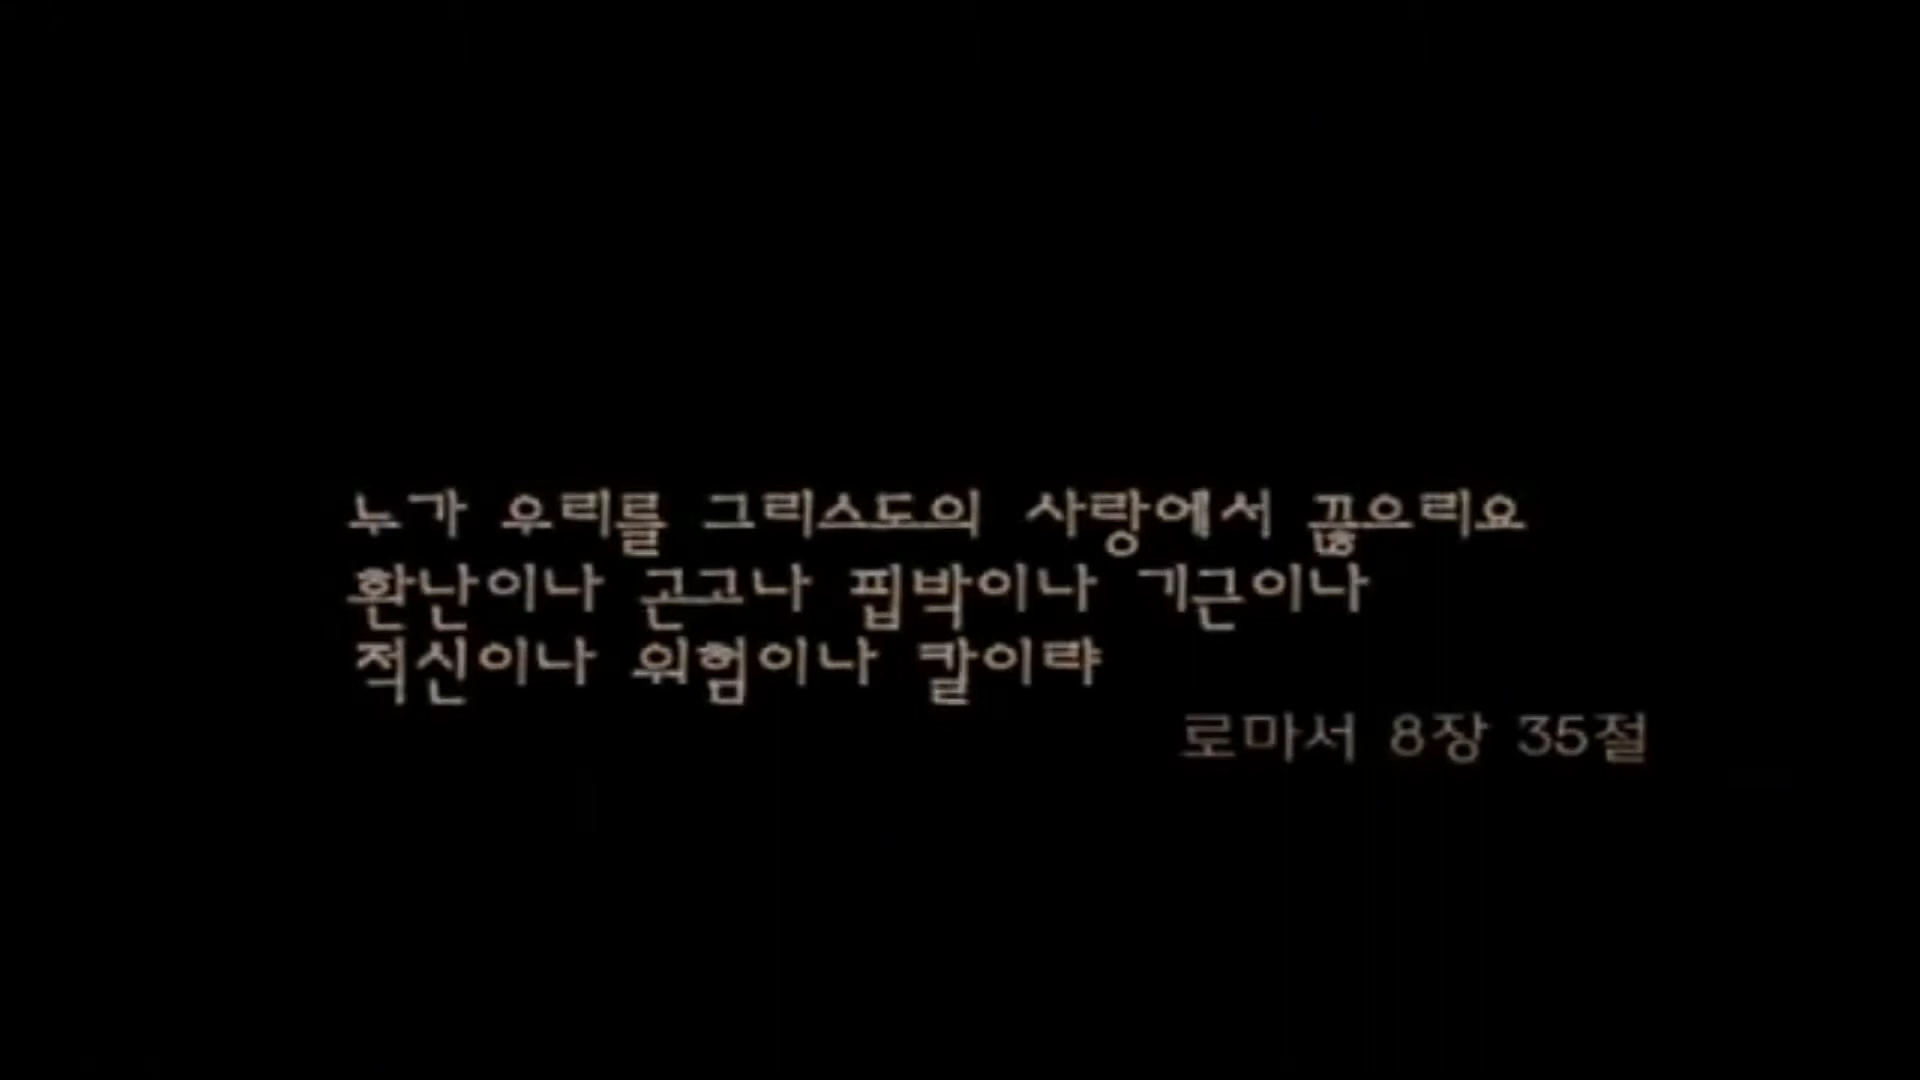 누가 우리를 그리스도의 사랑에서 끊으리요
환난이나 곤고나 핍박이나 기근이나
적신이나 위험이나 칼이랴
로마서 8장 35절